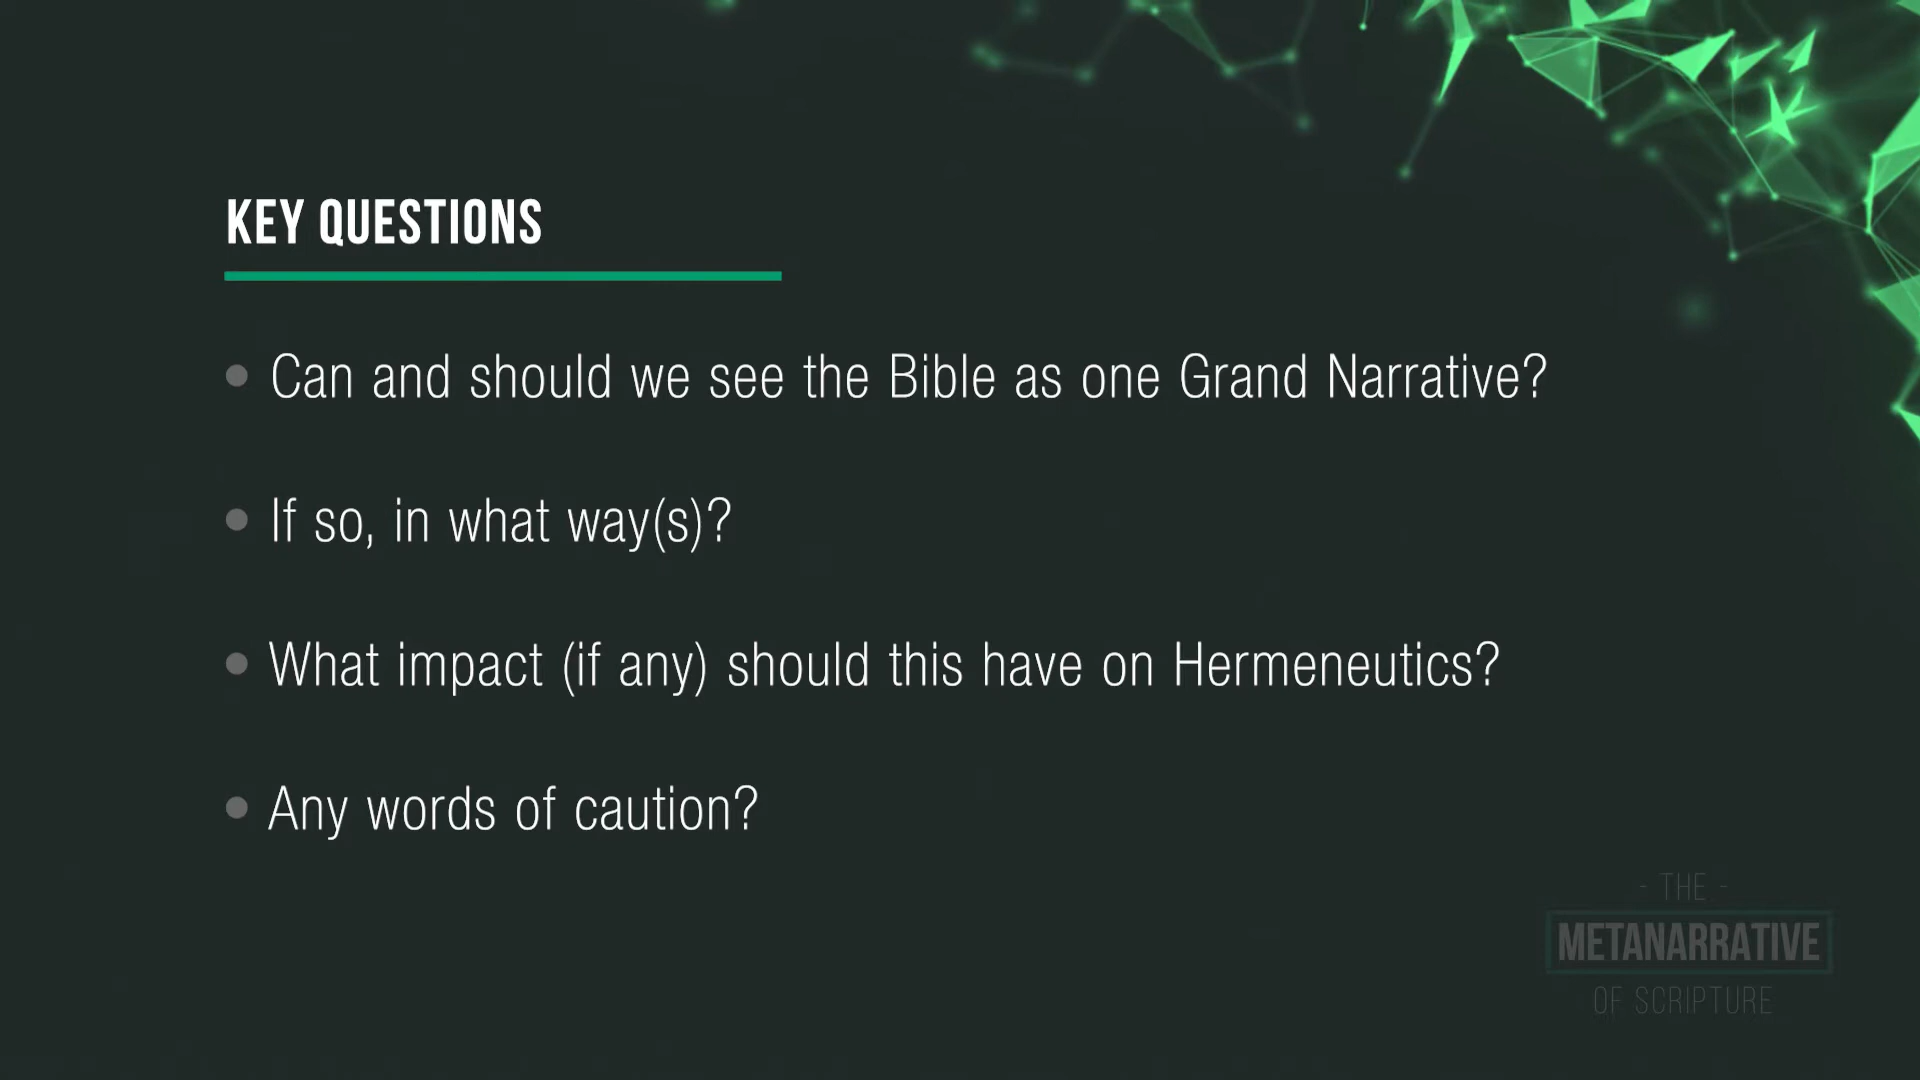 KEY QUESTIONS
• Can and should we see the Bible as one Grand Narrative?
• If so, in what way(s)?
• What impact (if any) should this have on Hermeneutics?
• Any words of caution?
- THE -
METANARRATIVE
OF SCRIPTURE